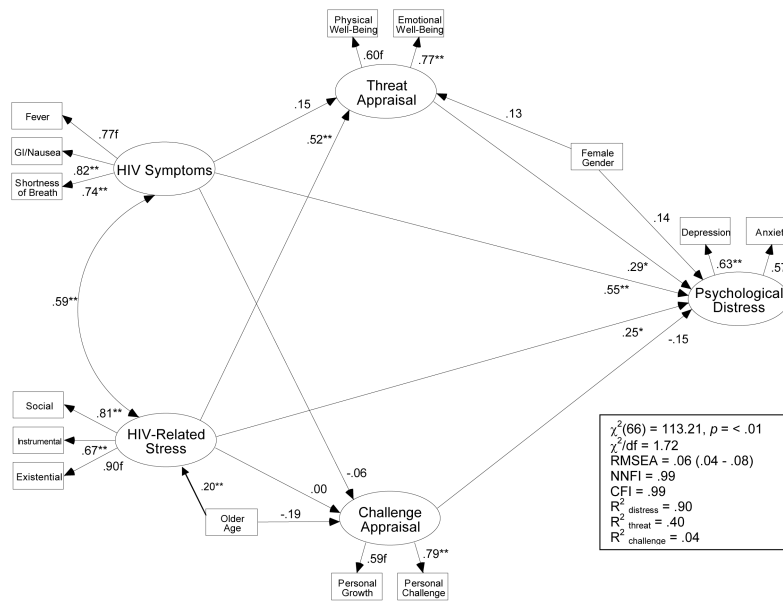 Physical
Well-Being
Emotional
Well-Being
.60f
.77**
Threat
Appraisal
Fever
GI/Nausea
Shortness
of Breath
.77f
.82**
.74**
HIV Symptoms
.15
.52**
.13
Female
Gender
.14
Depression
Anxiet
.63**
.57
Psychological
Distress
.29*
.55**
.25*
-.15
.59**
Social
Instrumental
Existential
.81**
.67**
.90f
HIV-Related
Stress
.20**
Older
Age
-.19
.00
-.06
Challenge
Appraisal
.59f
.79**
Personal
Growth
Personal
Challenge
χ²(66) = 113.21, p = < .01
χ²/df = 1.72
RMSEA = .06 (.04 - .08)
NNFI = .99
CFI = .99
R² distress = .90
R² threat = .40
R² challenge = .04